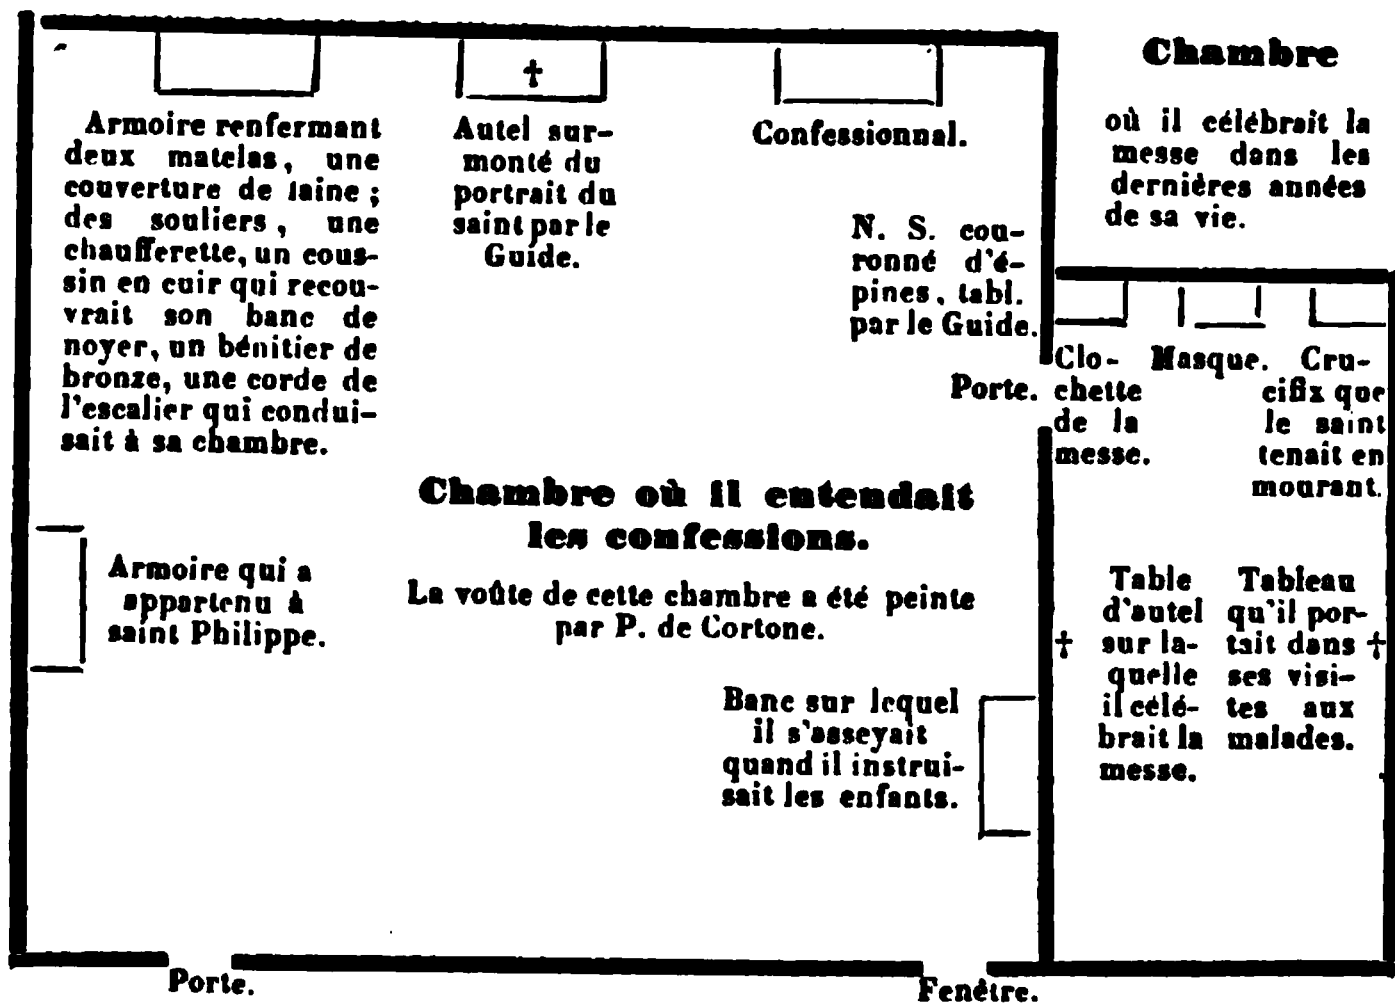 Armoire renfermant
deux matelas, une
couverture de laine;
des souliers, une
chaufferette, un cous-
sin en cuir qui recou-
vrait son banc de
noyer, un bénitier de
bronze, une corde de
l'escalier qui condui-
sait à sa chambre.
Autel sur-
monté du
portrait du
saint par le
Guide.
Confessionnal.
N. S. cou-
ronné d'é-
pines, tabl.
par le Guide.
Porte.
Chambre
où il célébrait la
messe dans les
dernières années
de sa vie.
Clo-
chette
de la
messe.
Masque.
Cru-
cifix que
le saint
tenait en
mourant.
Chambre où il entendait
les confessions.
La voûte de cette chambre a été peinte
par P. de Cortone.
Armoire qui a
appartenu à
saint Philippe.
Banc sur lequel
il s'asseyait
quand il instrui-
sait les enfants.
Table
d'autel
sur la-
quelle
il célé-
brait la
messe.
Tableau
qu'il por-
tait dans
ses visi-
tes aux
malades.
Porte.
Fenêtre.